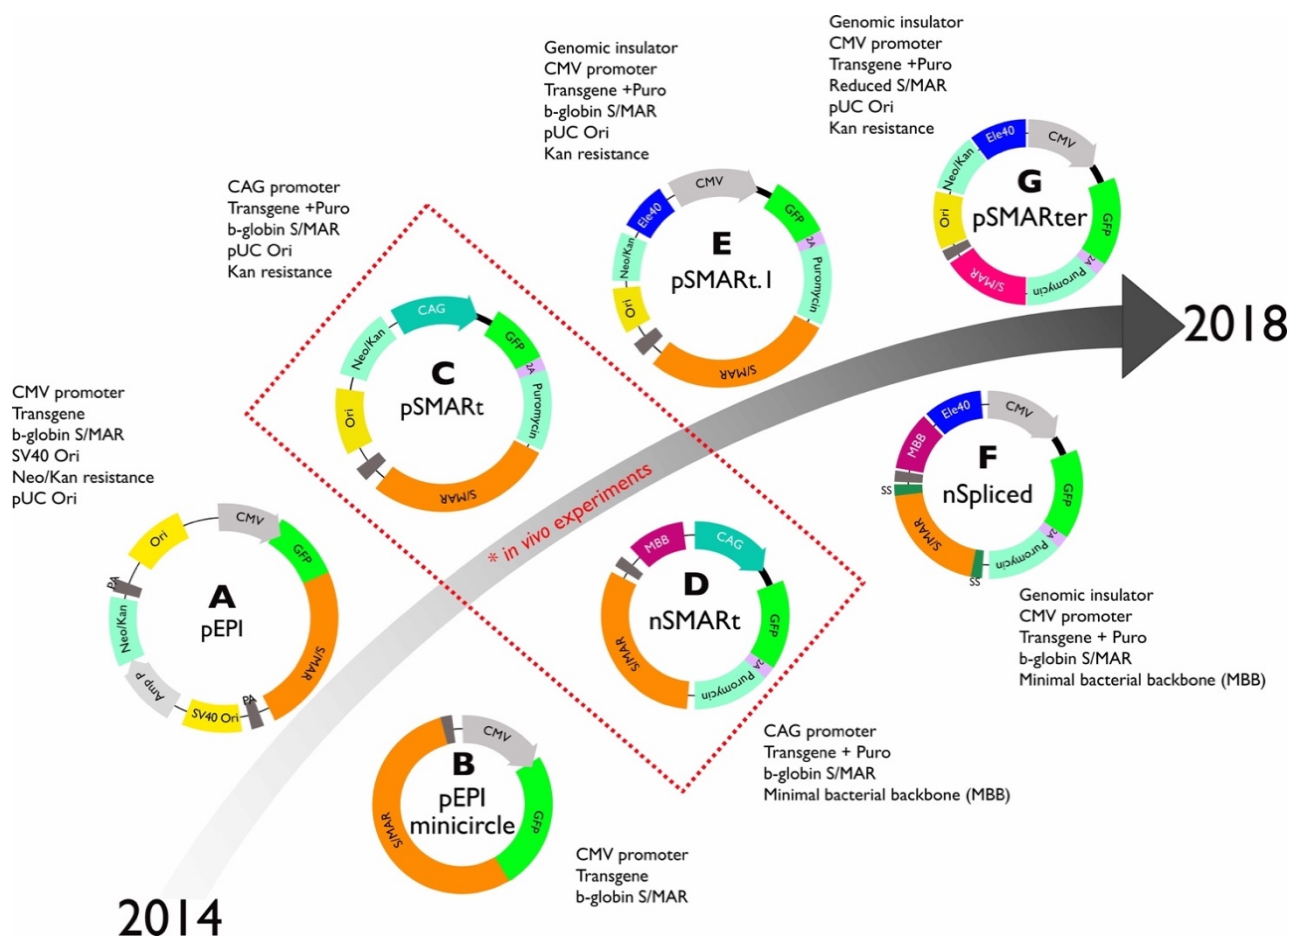 Genomic insulator
CMV promoter
Transgene +Puro
Reduced S/MAR
pUC Ori
Kan resistance
Neo/Kan
Ele40
CMV
GFP
2A
Puromycin
S/MAR
Ori
G
pSMARter
Genomic insulator
CMV promoter
Transgene +Puro
b-globin S/MAR
pUC Ori
Kan resistance
Ele40
CMV
GFP
2A
Puromycin
S/MAR
Ori
Neo/Kan
E
pSMARt.1
CAG promoter
Transgene +Puro
b-globin S/MAR
pUC Ori
Kan resistance
Neo/Kan
CAG
GFP
2A
Puromycin
S/MAR
Ori
C
pSMARt
2018
CMV promoter
Transgene
b-globin S/MAR
SV40 Ori
Neo/Kan resistance
pUC Ori
Ori
CMV
GFP
S/MAR
PA
SV40 Ori
Amp P
Neo/Kan
PA
A
pEPI
* in vivo experiments
MBB
Ele40
CMV
GFP
2A
Puromycin
SS
S/MAR
SS
F
nSpliced
Genomic insulator
CMV promoter
Transgene + Puro
b-globin S/MAR
Minimal bacterial backbone (MBB)
MBB
CAG
GFP
2A
Puromycin
S/MAR
D
nSMARt
CAG promoter
Transgene + Puro
b-globin S/MAR
Minimal bacterial backbone (MBB)
CMV
GFP
S/MAR
B
pEPI
minicircle
CMV promoter
Transgene
b-globin S/MAR
2014